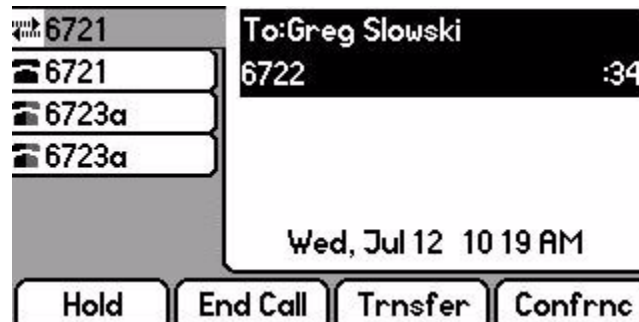 6721
6721
6723a
6723a
To:Greg Slowski
6722 :34
Wed, Jul 12 10 19 AM
Hold End Call Trnsfer Confrnc